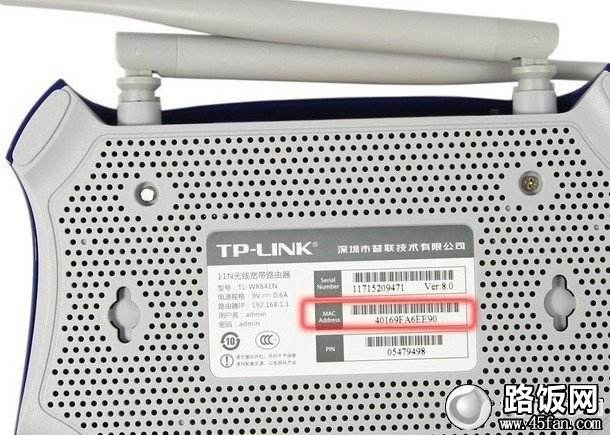 TP-LINK® 深圳市普联技术有限公司
11N无线宽带路由器
型号: TL-WR841N
电源规格: 9V⎓0.6A
路由器IP : 192.168.1.1
用户名: admin
密码: admin
Serial Number 11715209471 Ver:8.0
MAC Address 40169FA6EE90
PIN 05479498
10
路饭网
www.45fan.com